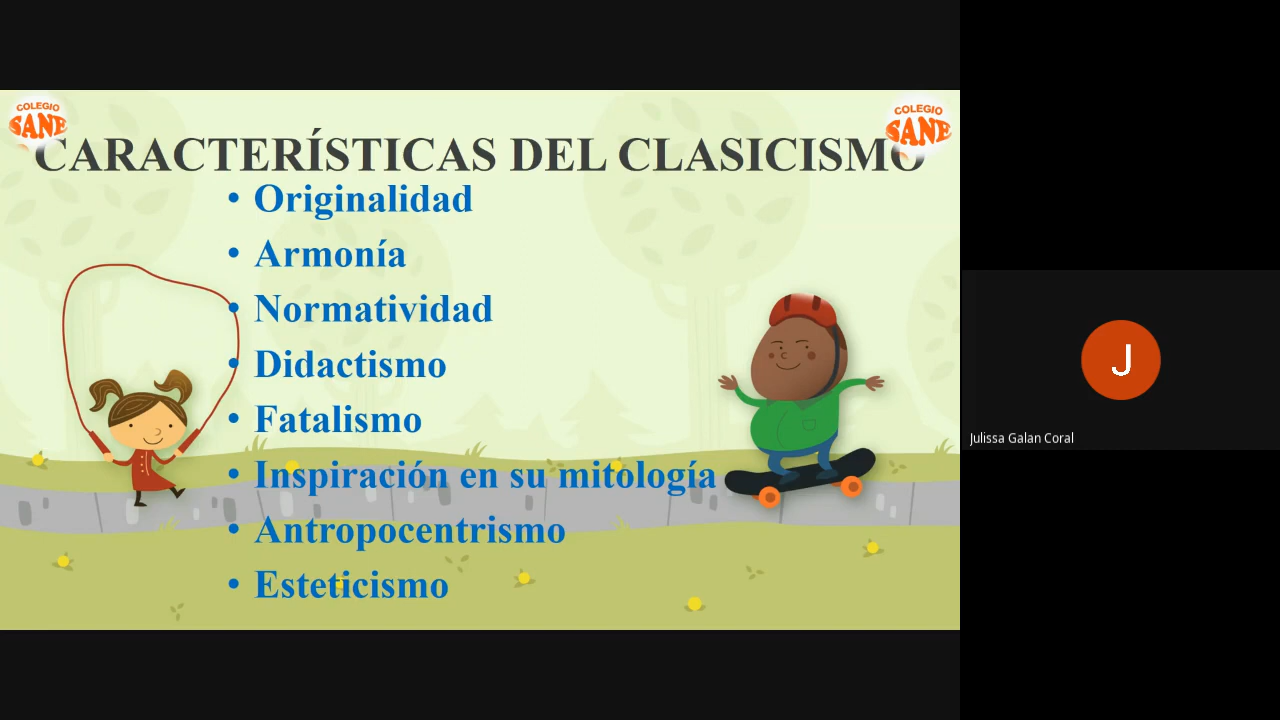 COLEGIO
SANE
COLEGIO
SANE
CARACTERÍSTICAS DEL CLASICISMO
• Originalidad
• Armonía
• Normatividad
• Didactismo
• Fatalismo
• Inspiración en su mitología
• Antropocentrismo
• Esteticismo
J
Julissa Galan Coral